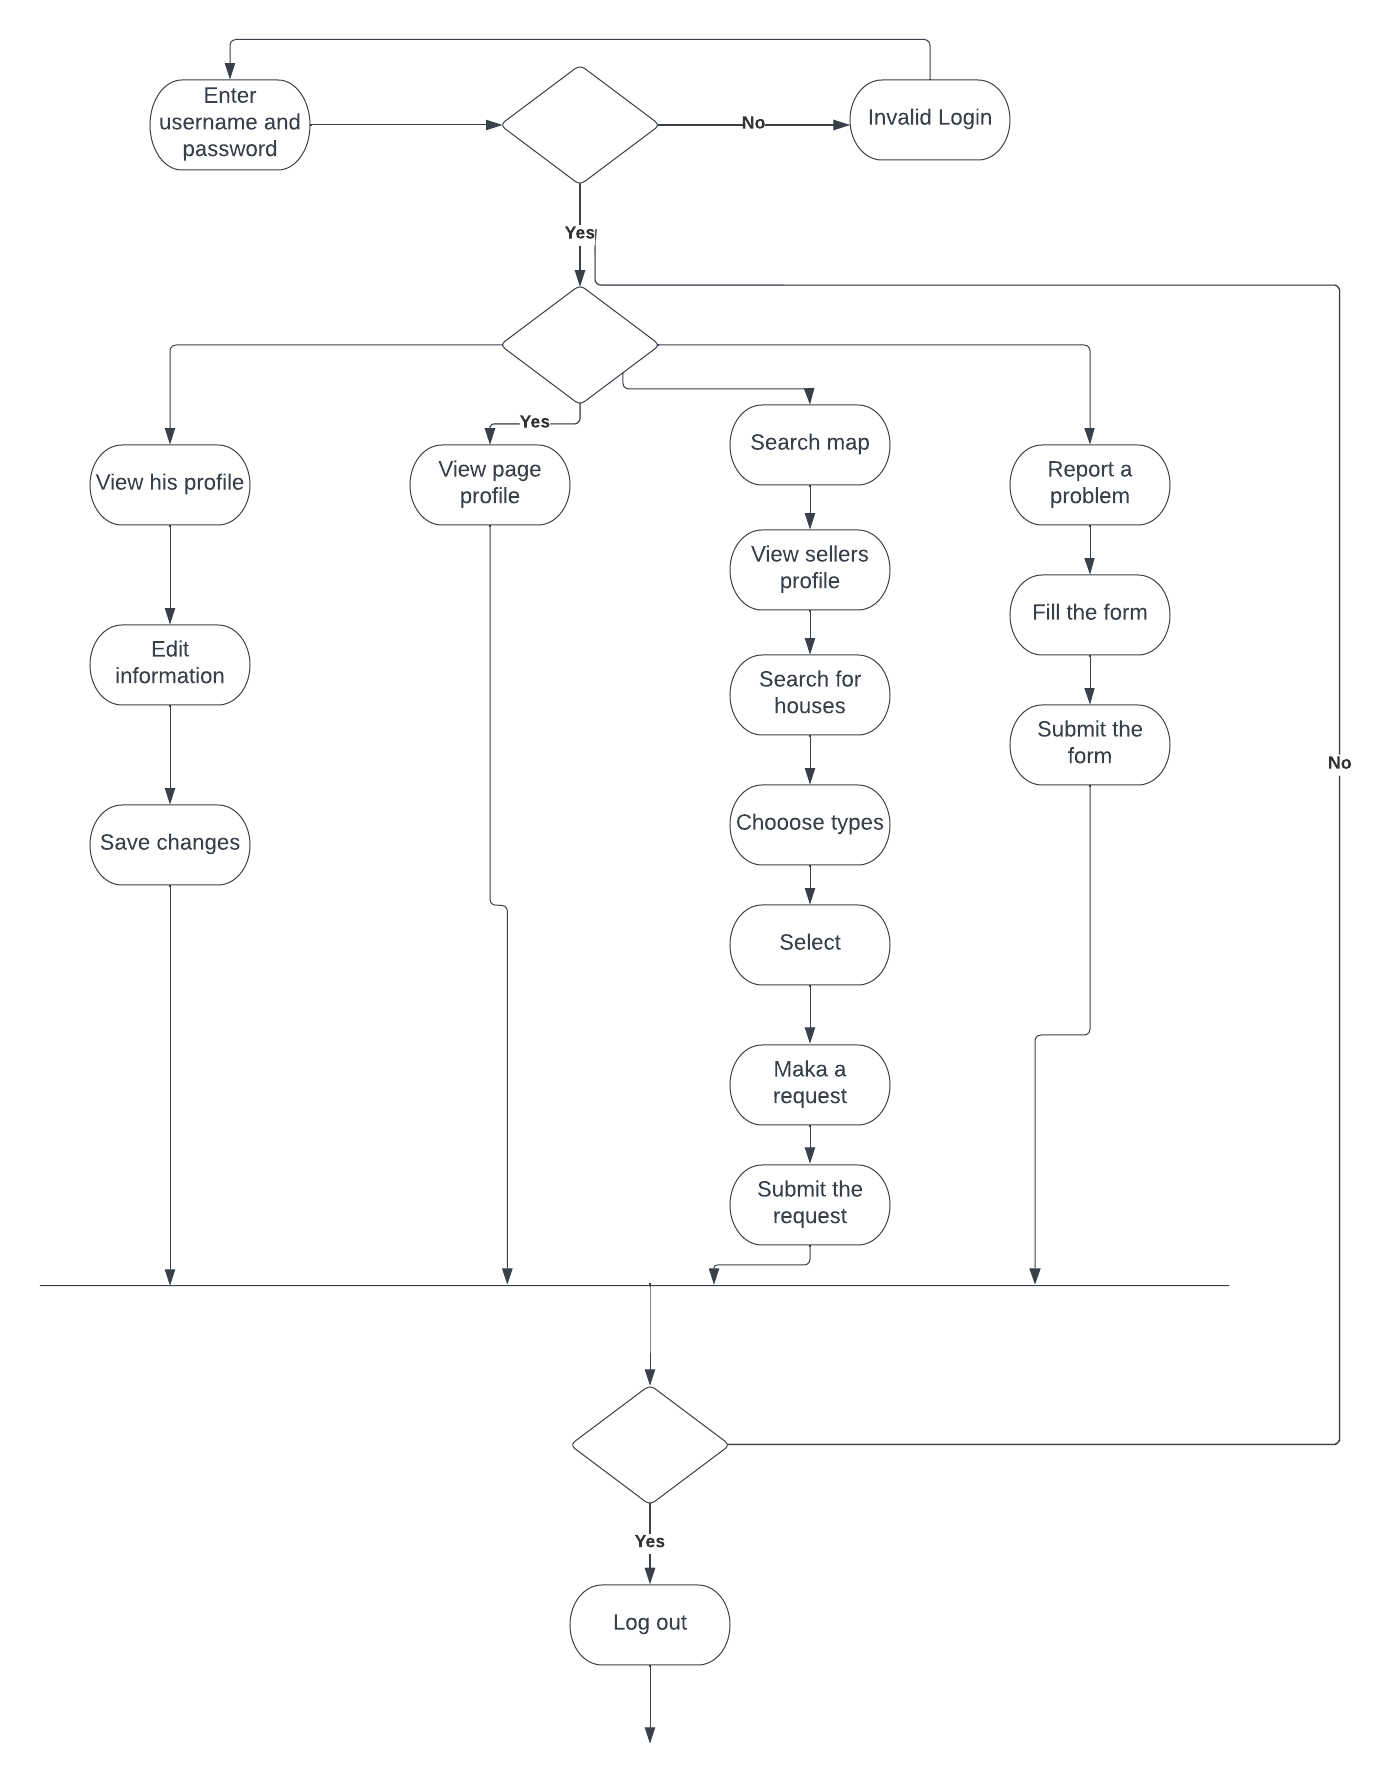 Enter
username and
password
No
Invalid Login
Yes
Yes
View his profile
View page
profile
Search map
Report a
problem
View sellers
profile
Fill the form
Edit
information
Search for
houses
Submit the
form
No
Save changes
Chooose types
Select
Maka a
request
Submit the
request
Yes
Log out